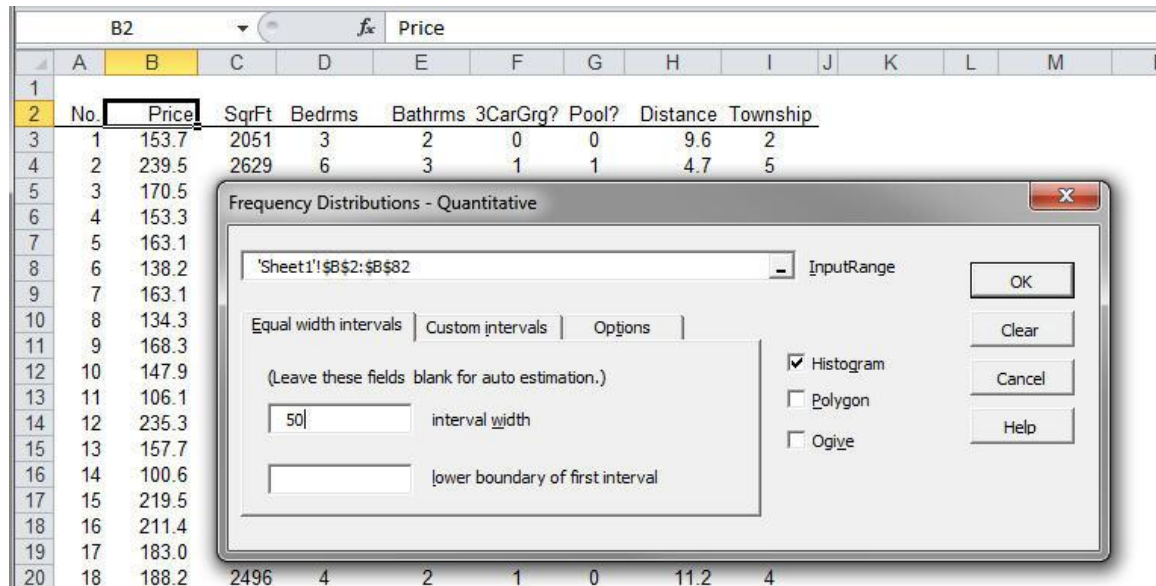 B2 fx Price
A B C D E F G H I J K L M
1
2 No. Price SqrFt Bedrms Bathrms 3CarGrg? Pool? Distance Township
3 1 153.7 2051 3 2 0 0 9.6 2
4 2 239.5 2629 6 3 1 1 4.7 5
5 3 170.5
6 4 153.3
7 5 163.1
8 6 138.2
9 7 163.1
10 8 134.3
11 9 168.3
12 10 147.9
13 11 106.1
14 12 235.3
15 13 157.7
16 14 100.6
17 15 219.5
18 16 211.4
19 17 183.0
20 18 188.2 2496 4 2 1 0 11.2 4
Frequency Distributions - Quantitative
'Sheet1'!$B$2:$B$82 InputRange
Equal width intervals Custom intervals Options
(Leave these fields blank for auto estimation.)
50 interval width
lower boundary of first interval
Histogram
Polygon
Ogive
OK
Clear
Cancel
Help